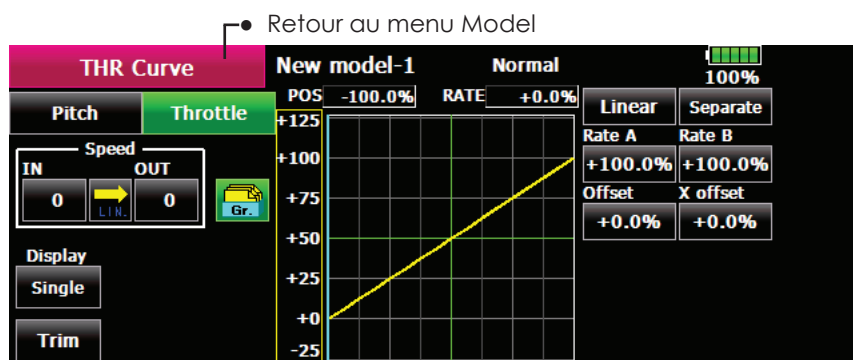 Retour au menu Model
THR Curve
New model-1
Normal
100%
Pitch
Throttle
POS -100.0% RATE +0.0%
Linear
Separate
Speed
IN OUT
0
LIN.
0
Gr.
Display
Single
Trim
+125
+100
+75
+50
+25
+0
-25
Rate A Rate B
+100.0% +100.0%
Offset X offset
+0.0% +0.0%